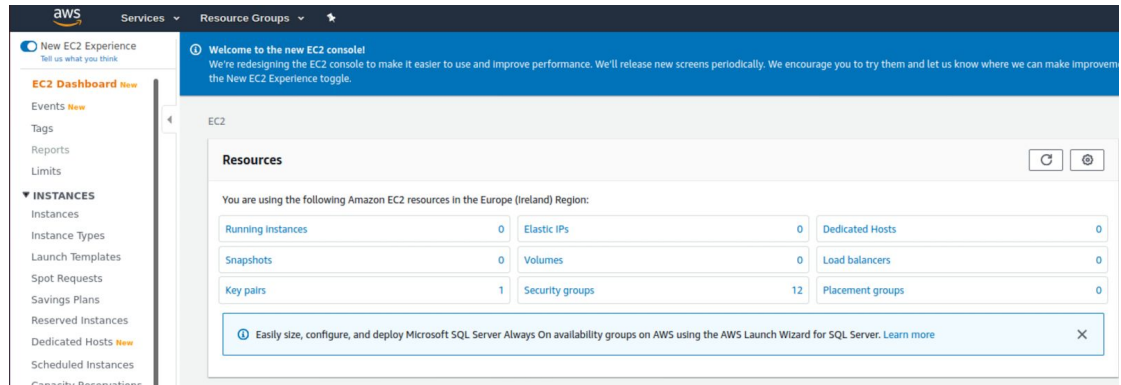 aws
Services
Resource Groups
New EC2 Experience
Tell us what you think
EC2 Dashboard New
Events New
Tags
Reports
Limits
INSTANCES
Instances
Instance Types
Launch Templates
Spot Requests
Savings Plans
Reserved Instances
Dedicated Hosts New
Scheduled Instances
Capacity Reservations
Welcome to the new EC2 console!
We're redesigning the EC2 console to make it easier to use and improve performance. We'll release new screens periodically. We encourage you to try them and let us know where we can make improveme
the New EC2 Experience toggle.
EC2
Resources
You are using the following Amazon EC2 resources in the Europe (Ireland) Region:
Running instances 0 Elastic IPs 0 Dedicated Hosts 0
Snapshots 0 Volumes 0 Load balancers 0
Key pairs 1 Security groups 12 Placement groups 0
Easily size, configure, and deploy Microsoft SQL Server Always On availability groups on AWS using the AWS Launch Wizard for SQL Server. Learn more